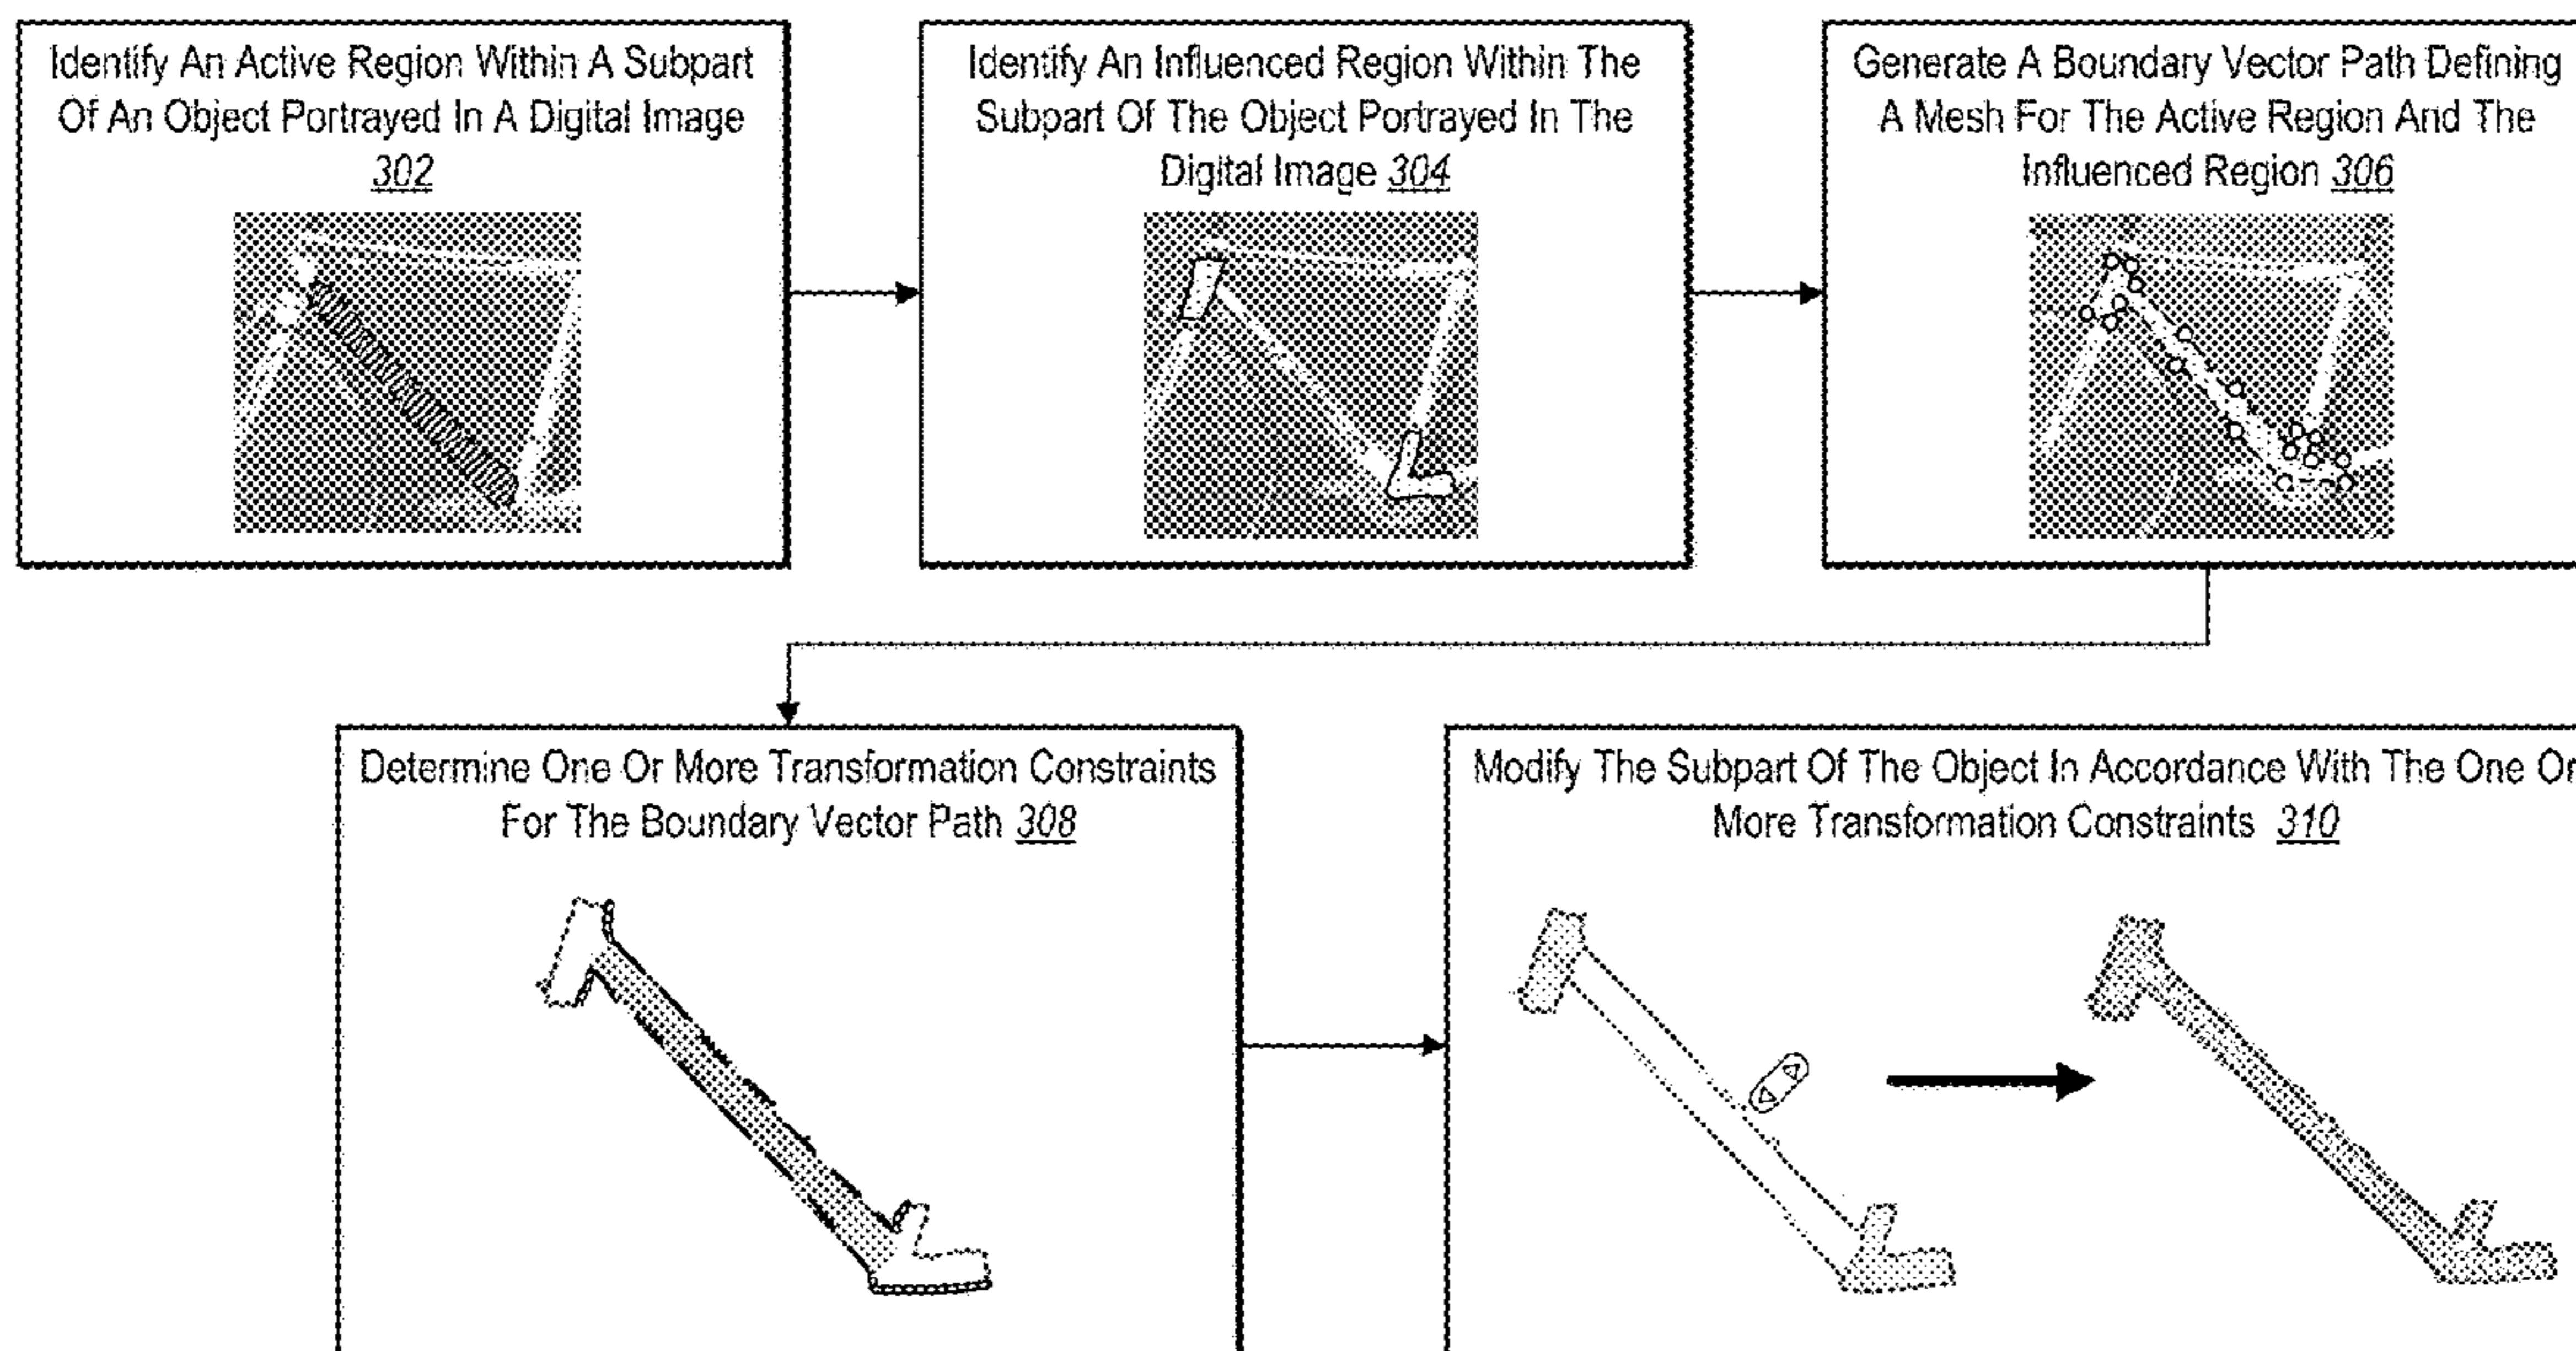 Identify An Active Region Within A Subpart
Of An Object Portrayed In A Digital Image
302
Identify An Influenced Region Within The
Subpart Of The Object Portrayed In The
Digital Image 304
Generate A Boundary Vector Path Defining
A Mesh For The Active Region And The
Influenced Region 306
Determine One Or More Transformation Constraints
For The Boundary Vector Path 308
Modify The Subpart Of The Object In Accordance With The One Or
More Transformation Constraints 310